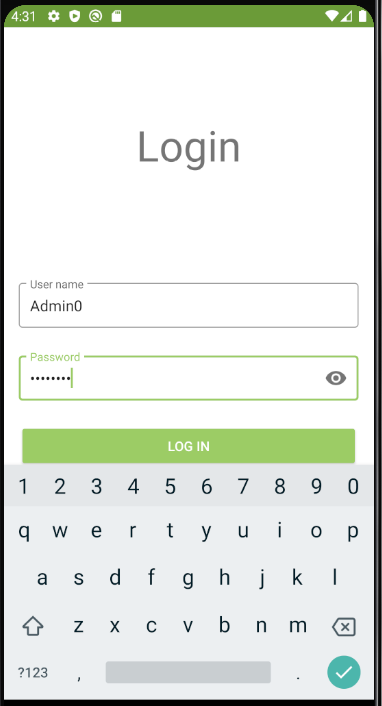 4:31
Login
User name
Admin0
Password
••••••••
LOG IN
1 2 3 4 5 6 7 8 9 0
q w e r t y u i o p
a s d f g h j k l
z x c v b n m
?123 , .